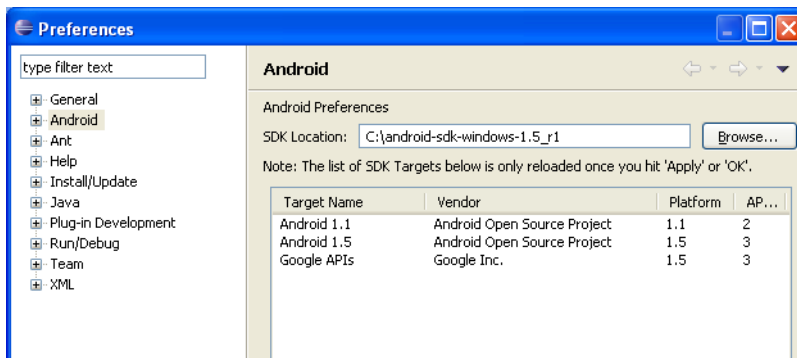 Preferences
type filter text
General
Android
Ant
Help
Install/Update
Java
Plug-in Development
Run/Debug
Team
XML
Android
Android Preferences
SDK Location: C:\android-sdk-windows-1.5_r1 Browse...
Note: The list of SDK Targets below is only reloaded once you hit 'Apply' or 'OK'.
Target Name Vendor Platform AP...
Android 1.1 Android Open Source Project 1.1 2
Android 1.5 Android Open Source Project 1.5 3
Google APIs Google Inc. 1.5 3